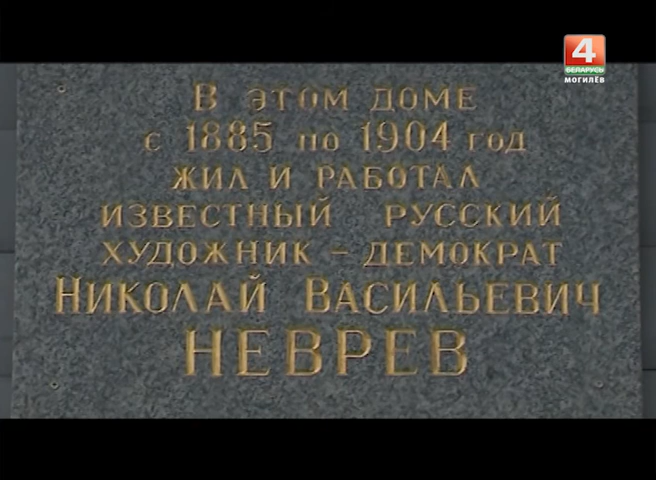 4
БЕЛАРУСЬ
МОГИЛЁВ
В ЭТОМ ДОМЕ
С 1885 ПО 1904 ГОД
ЖИЛ И РАБОТАЛ
ИЗВЕСТНЫЙ РУССКИЙ
ХУДОЖНИК – ДЕМОКРАТ
НИКОЛАЙ ВАСИЛЬЕВИЧ
НЕВРЕВ